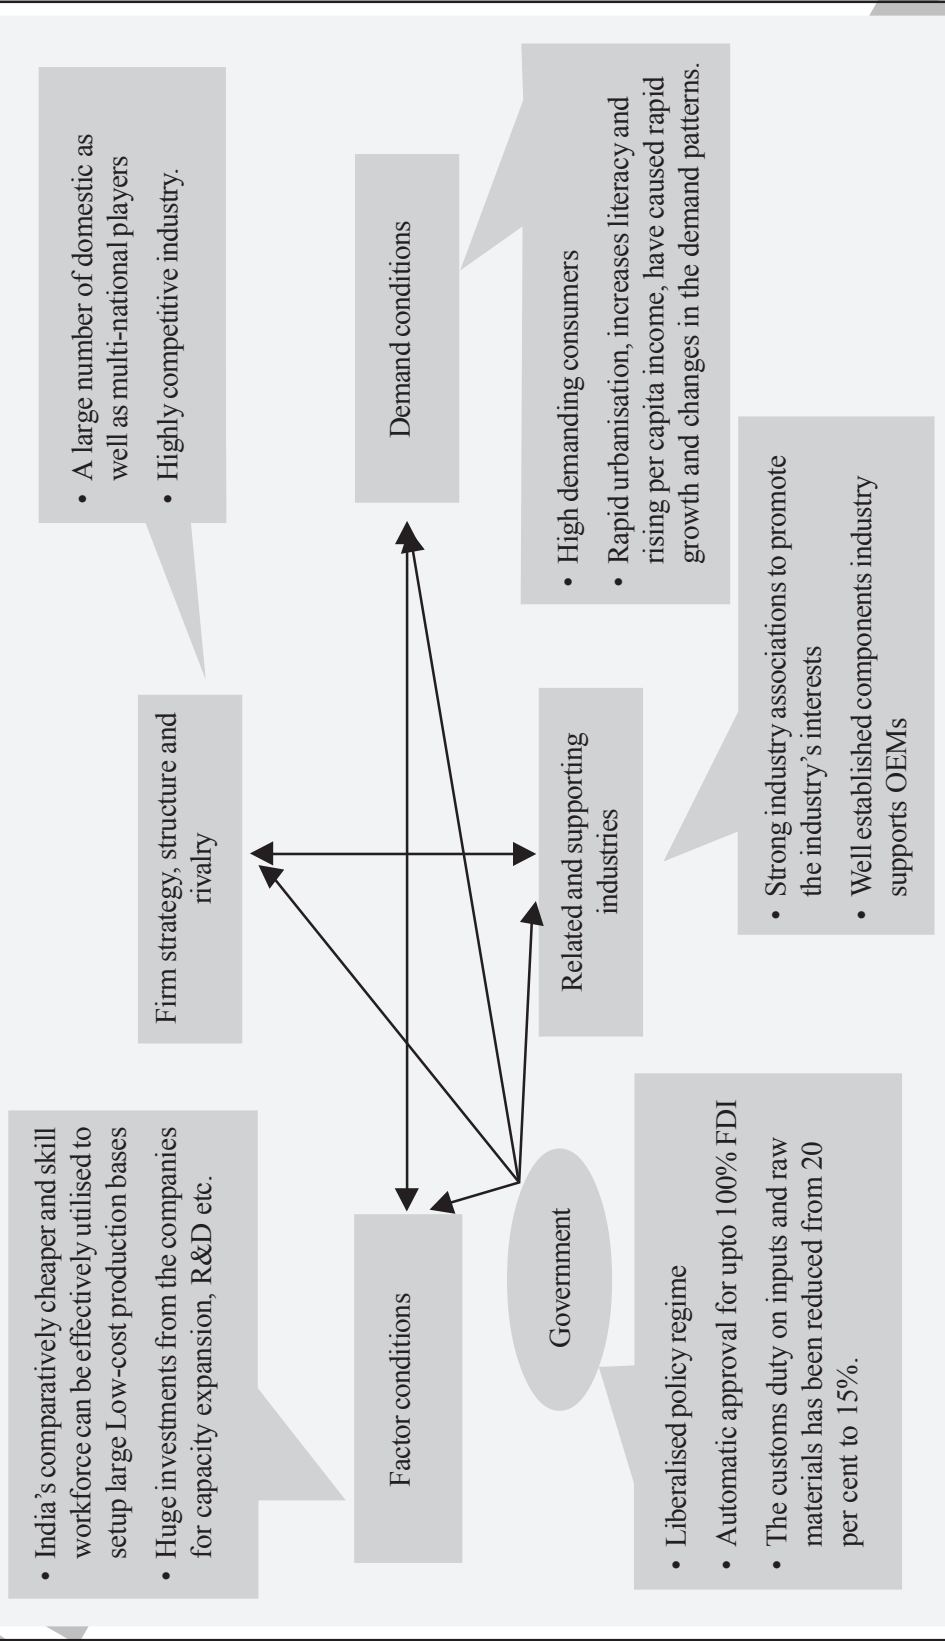 • India's comparatively cheaper and skill
workforce can be effectively utilised to
setup large Low-cost production bases
• Huge investments from the companies
for capacity expansion, R&D etc.
Firm strategy, structure and
rivalry
• A large number of domestic as
well as multi-national players
• Highly competitive industry.
Factor conditions
Demand conditions
Government
Related and supporting
industries
• High demanding consumers
• Rapid urbanisation, increases literacy and
rising per capita income, have caused rapid
growth and changes in the demand patterns.
• Liberalised policy regime
• Automatic approval for upto 100% FDI
• The customs duty on inputs and raw
materials has been reduced from 20
per cent to 15%.
• Strong industry associations to promote
the industry's interests
• Well established components industry
supports OEMs